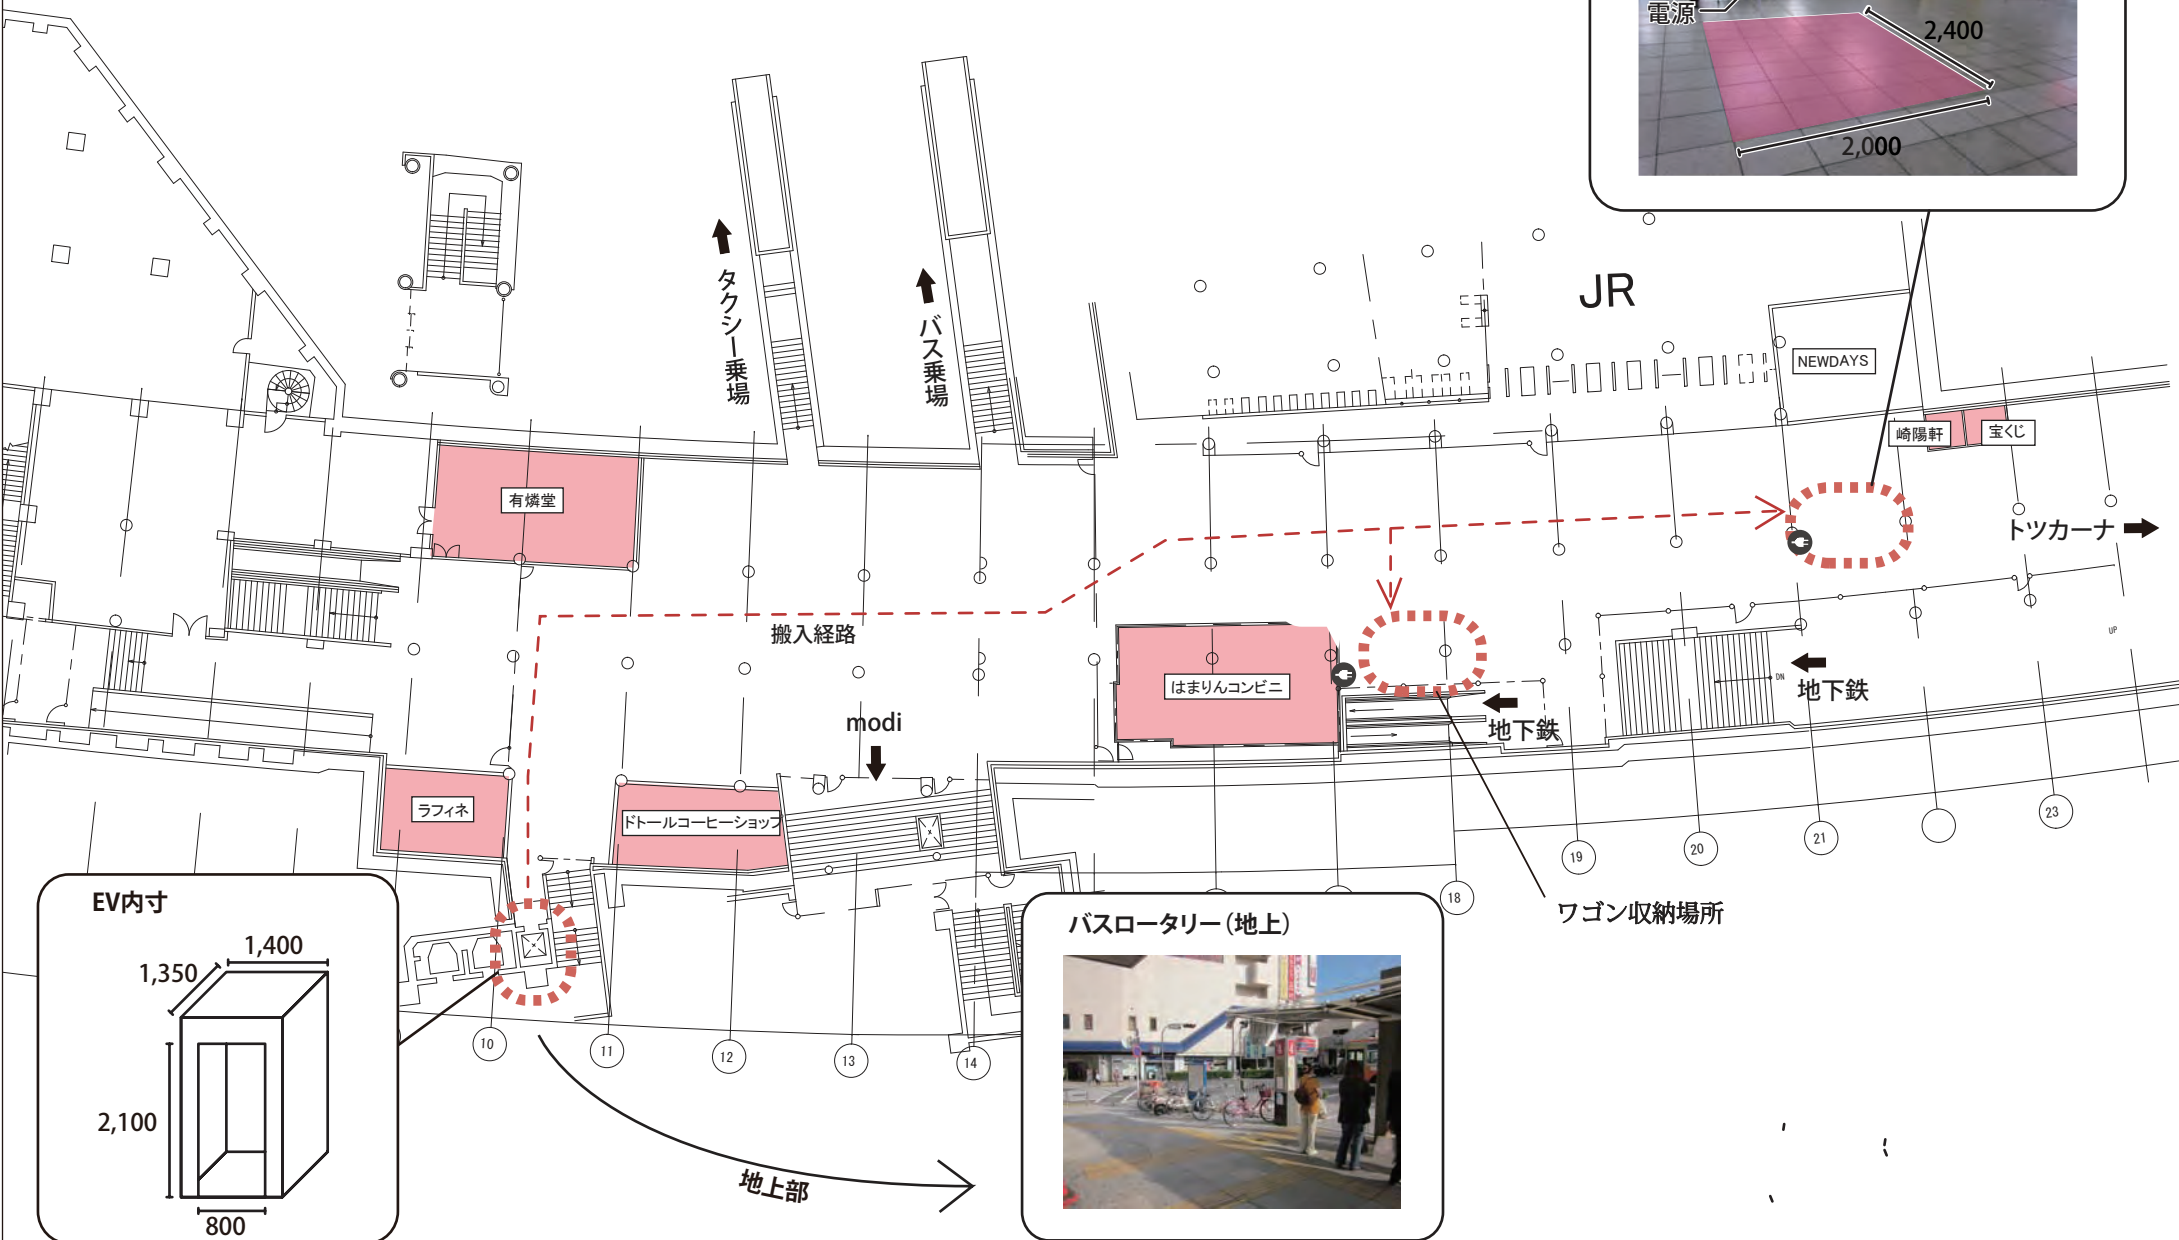 電源
2,400
2,000
タクシー乗場
バス乗場
JR
NEWDAYS
崎陽軒
宝くじ
有燐堂
トツカーナ
搬入経路
はまりんコンビニ
地下鉄
地下鉄
DN
UP
modi
ラフィネ
ドトールコーヒーショップ
ワゴン収納場所
10
11
12
13
14
18
19
20
21
23
EV内寸
1,400
1,350
2,100
800
地上部
バスロータリー(地上)